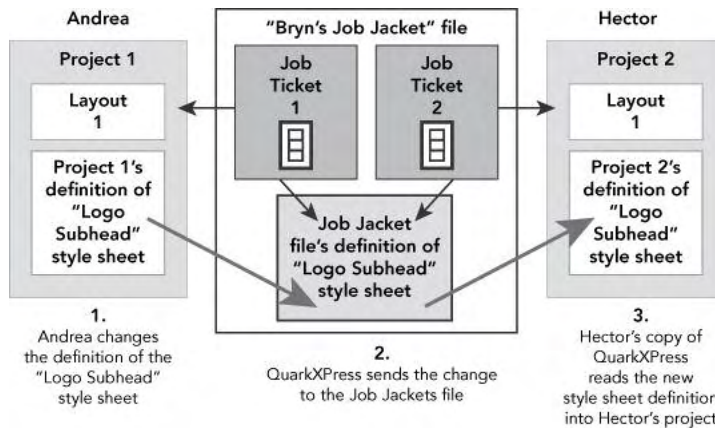 Andrea
Project 1
Layout
1
Project 1’s
definition of
“Logo
Subhead”
style sheet
1.
Andrea changes
the definition of the
“Logo Subhead”
style sheet
“Bryn’s Job Jacket” file
Job
Ticket
1
Job
Ticket
2
Job Jacket
file’s definition of
“Logo Subhead”
style sheet
2.
QuarkXPress sends the change
to the Job Jackets file
Hector
Project 2
Layout
1
Project 2’s
definition of
“Logo
Subhead”
style sheet
3.
Hector’s copy of
QuarkXPress
reads the new
style sheet definition
into Hector’s project